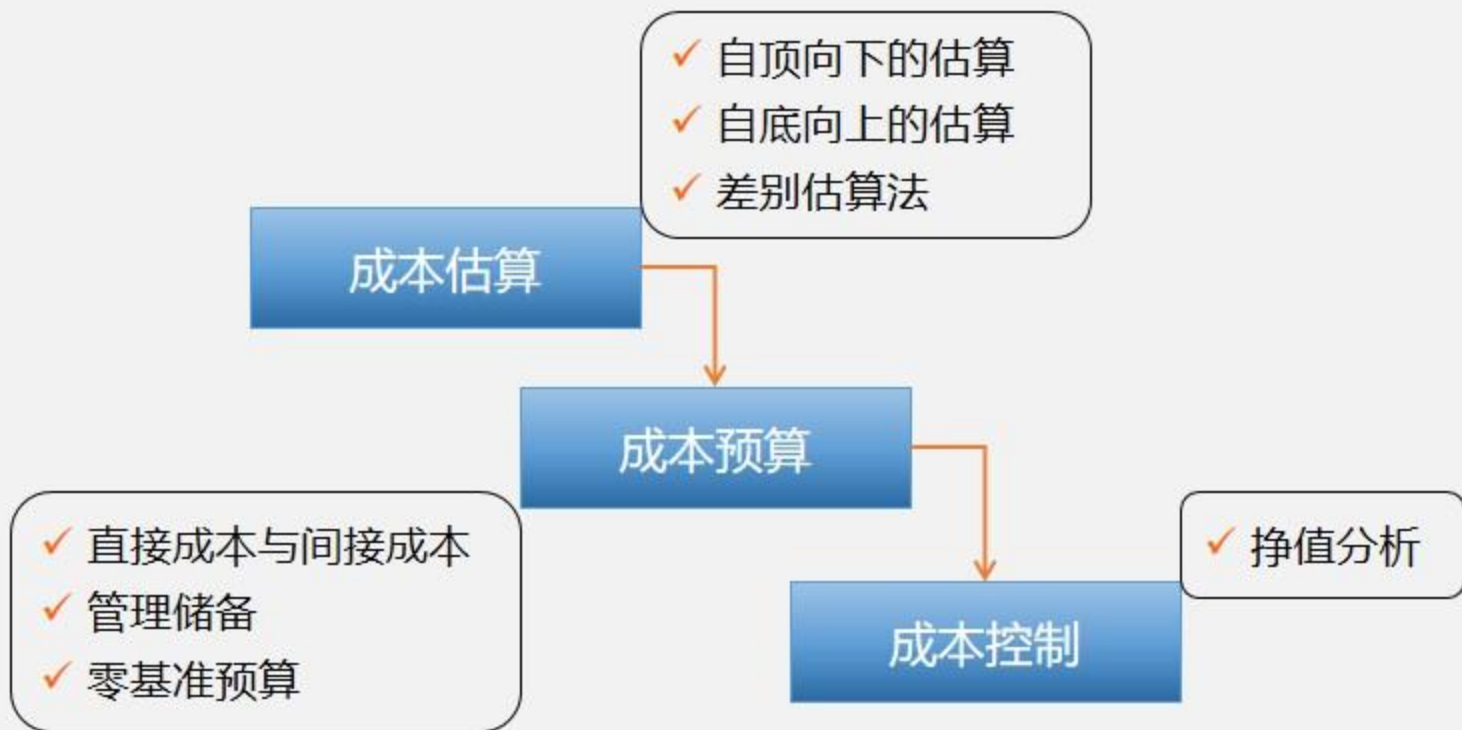 自顶向下的估算
自底向上的估算
差别估算法
成本估算
成本预算
直接成本与间接成本
管理储备
零基准预算
挣值分析
成本控制